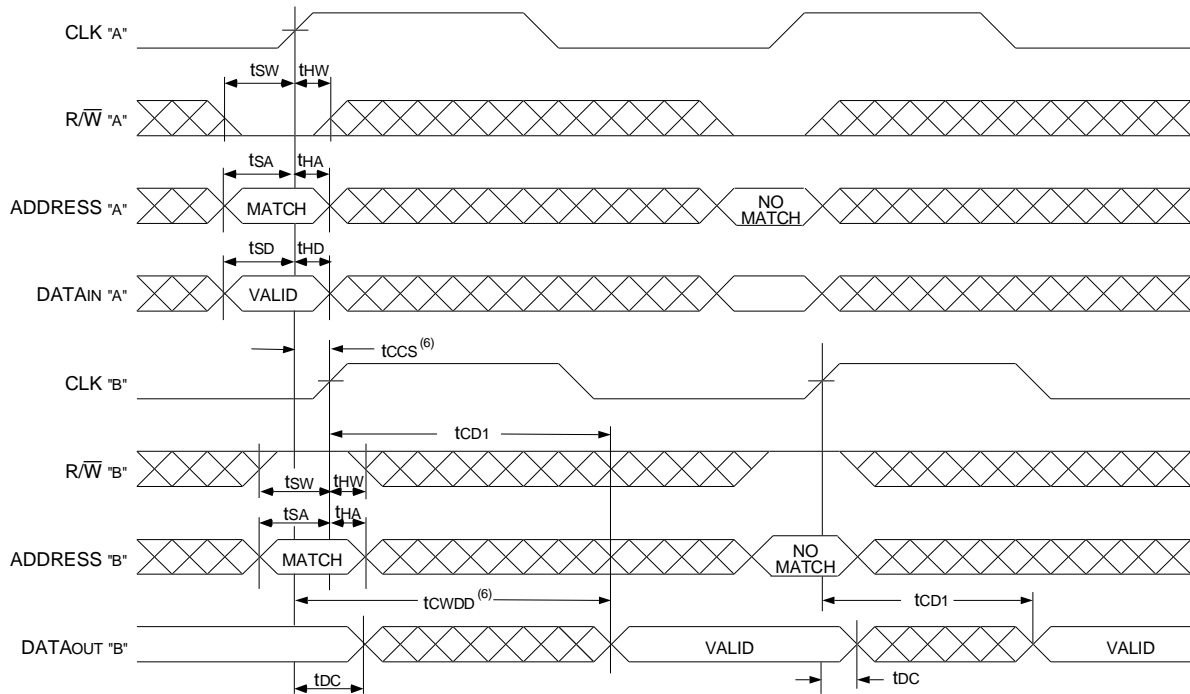 CLK "A"
tSW tHW
R/W̅ "A"
tSA tHA
ADDRESS "A" MATCH NO MATCH
tSD tHD
DATAIN "A" VALID
tCCS (6)
CLK "B"
tCD1
R/W̅ "B"
tSW tHW
tSA tHA
ADDRESS "B" MATCH NO MATCH
tCWDD (6) tCD1
DATAOUT "B" VALID VALID
tDC tDC